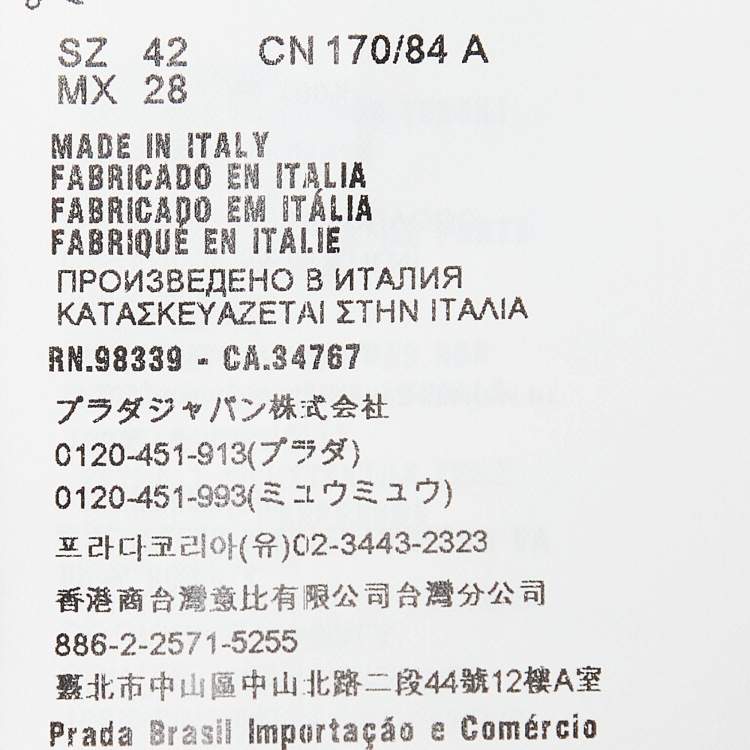 SZ 42 CN 170/84 A
MX 28
MADE IN ITALY
FABRICADO EN ITALIA
FABRICADO EM ITÁLIA
FABRIQUÉ EN ITALIE
ПРОИЗВЕДЕНО В ИТАЛИЯ
ΚΑΤΑΣΚΕΥΑΖΕΤΑΙ ΣΤΗΝ ΙΤΑΛΙΑ
RN.98339 - CA.34767
プラダジャパン株式会社
0120-451-913(プラダ)
0120-451-993(ミュウミュウ)
프라다코리아(유)02-3443-2323
香港商台灣意比有限公司台灣分公司
886-2-2571-5255
臺北市中山區中山北路二段44號12樓A室
Prada Brasil Importação e Comércio